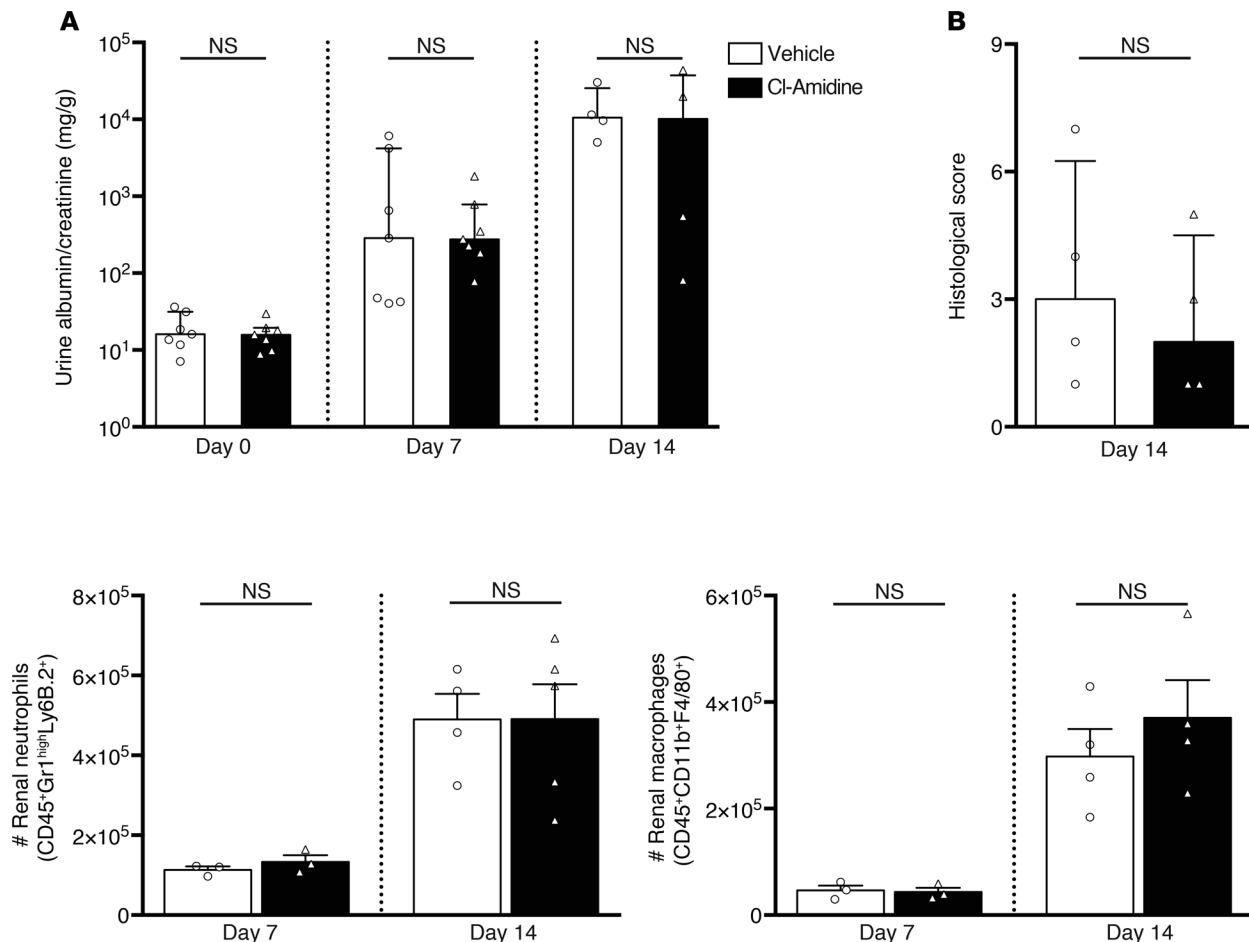 A
NS
NS
NS
Vehicle
Cl-Amidine
Urine albumin/creatinine (mg/g)
10⁵
10⁴
10³
10²
10¹
10⁰
Day 0
Day 7
Day 14
B
NS
Histological score
9
6
3
0
Day 14
NS
NS
# Renal neutrophils
(CD45⁺Gr1ʰⁱᵍʰLy6B.2⁺)
8×10⁵
6×10⁵
4×10⁵
2×10⁵
0
Day 7
Day 14
NS
NS
# Renal macrophages
(CD45⁺CD11b⁺F4/80⁺
6×10⁵
4×10⁵
2×10⁵
0
Day 7
Day 14